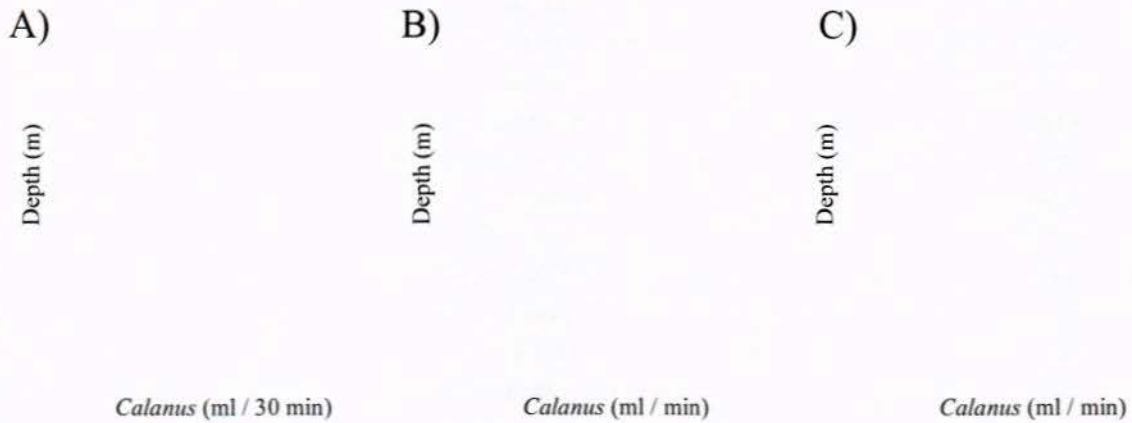 A)
B)
C)
Depth (m)
Depth (m)
Depth (m)
Calanus (ml / 30 min)
Calanus (ml / min)
Calanus (ml / min)